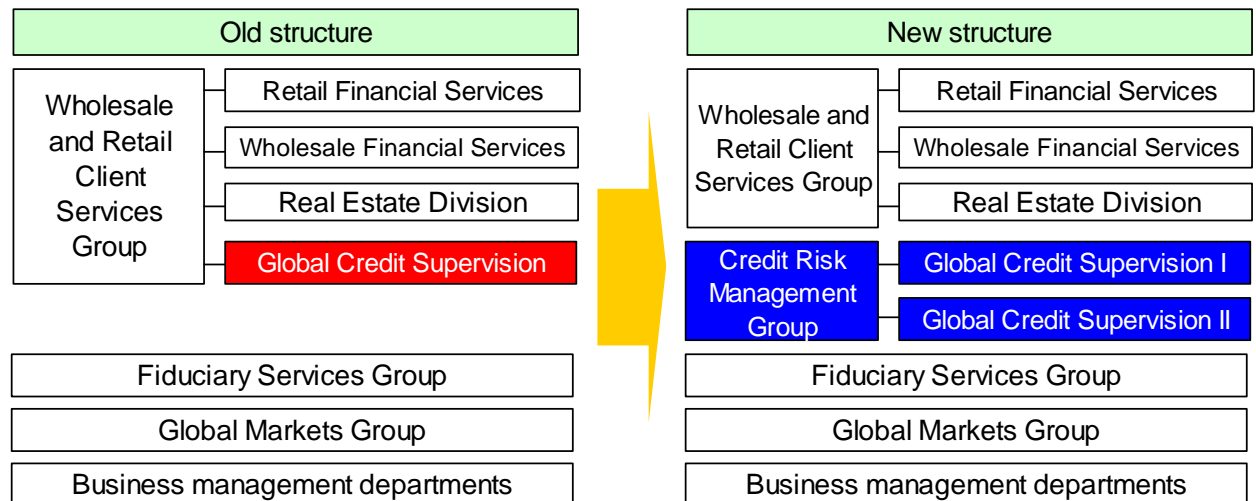 Old structure
Wholesale
and Retail
Client
Services
Group
Retail Financial Services
Wholesale Financial Services
Real Estate Division
Global Credit Supervision
Fiduciary Services Group
Global Markets Group
Business management departments
New structure
Wholesale and
Retail Client
Services Group
Retail Financial Services
Wholesale Financial Services
Real Estate Division
Credit Risk
Management
Group
Global Credit Supervision I
Global Credit Supervision II
Fiduciary Services Group
Global Markets Group
Business management departments